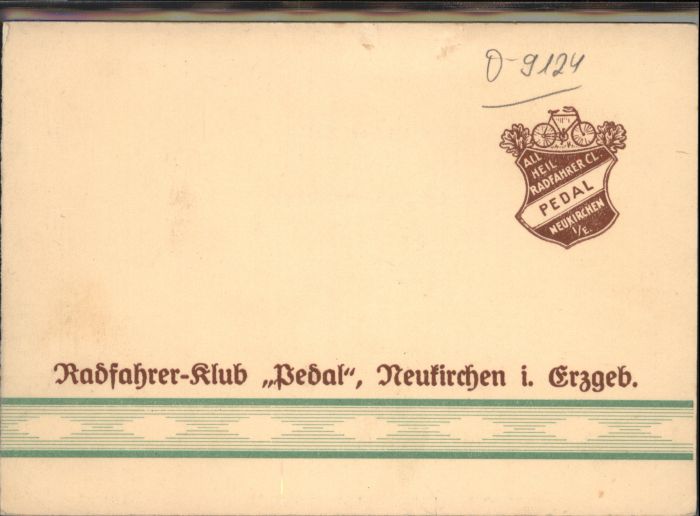 O-9124
ALL
HEIL
RADFAHRER CL.
PEDAL
NEUKIRCHEN
i/E.
Radfahrer-Klub „Pedal“, Neukirchen i. Erzgeb.